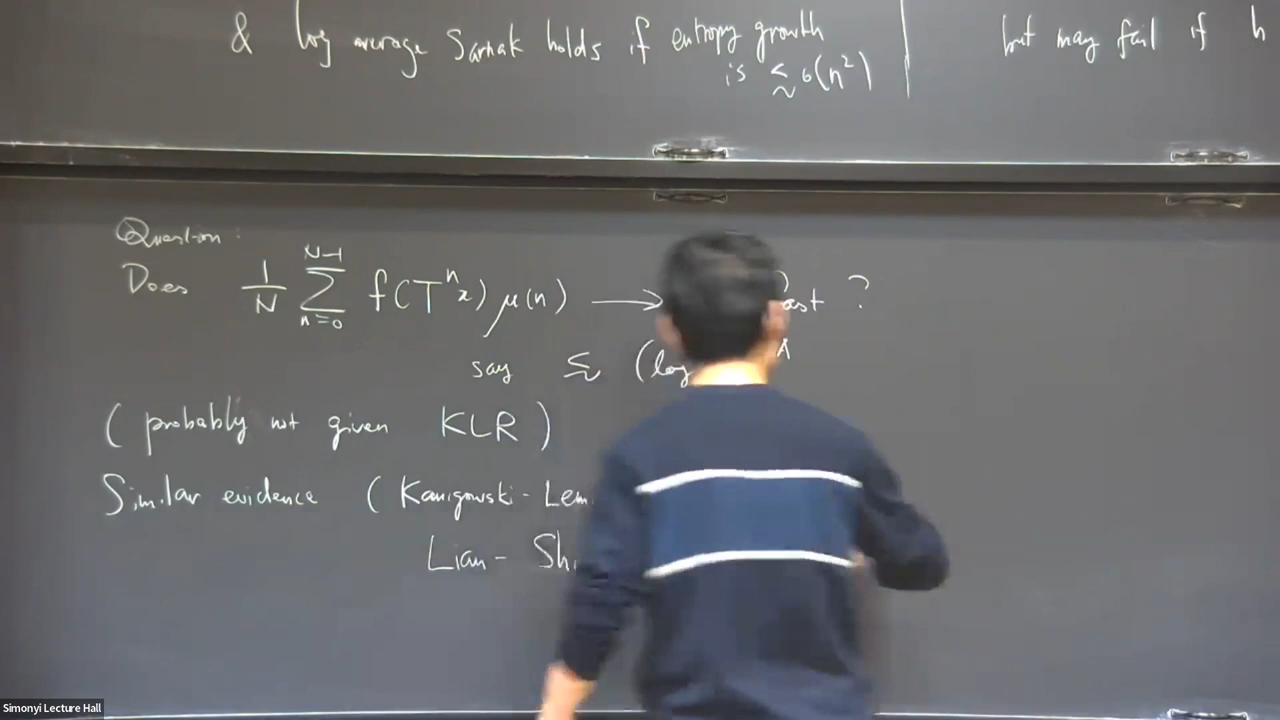 & log average Sarnak holds if entropy growth
is ≲ o(n²)
but may fail if h
Question:
Does 1/N ∑_{n=0}^{N-1} f(Tⁿx) μ(n) ⟶ ?
say ≲ (log
A
(probably not given KLR)
Similar evidence (Kanigowski - Lem
Lian - Sh
Simonyi Lecture Hall